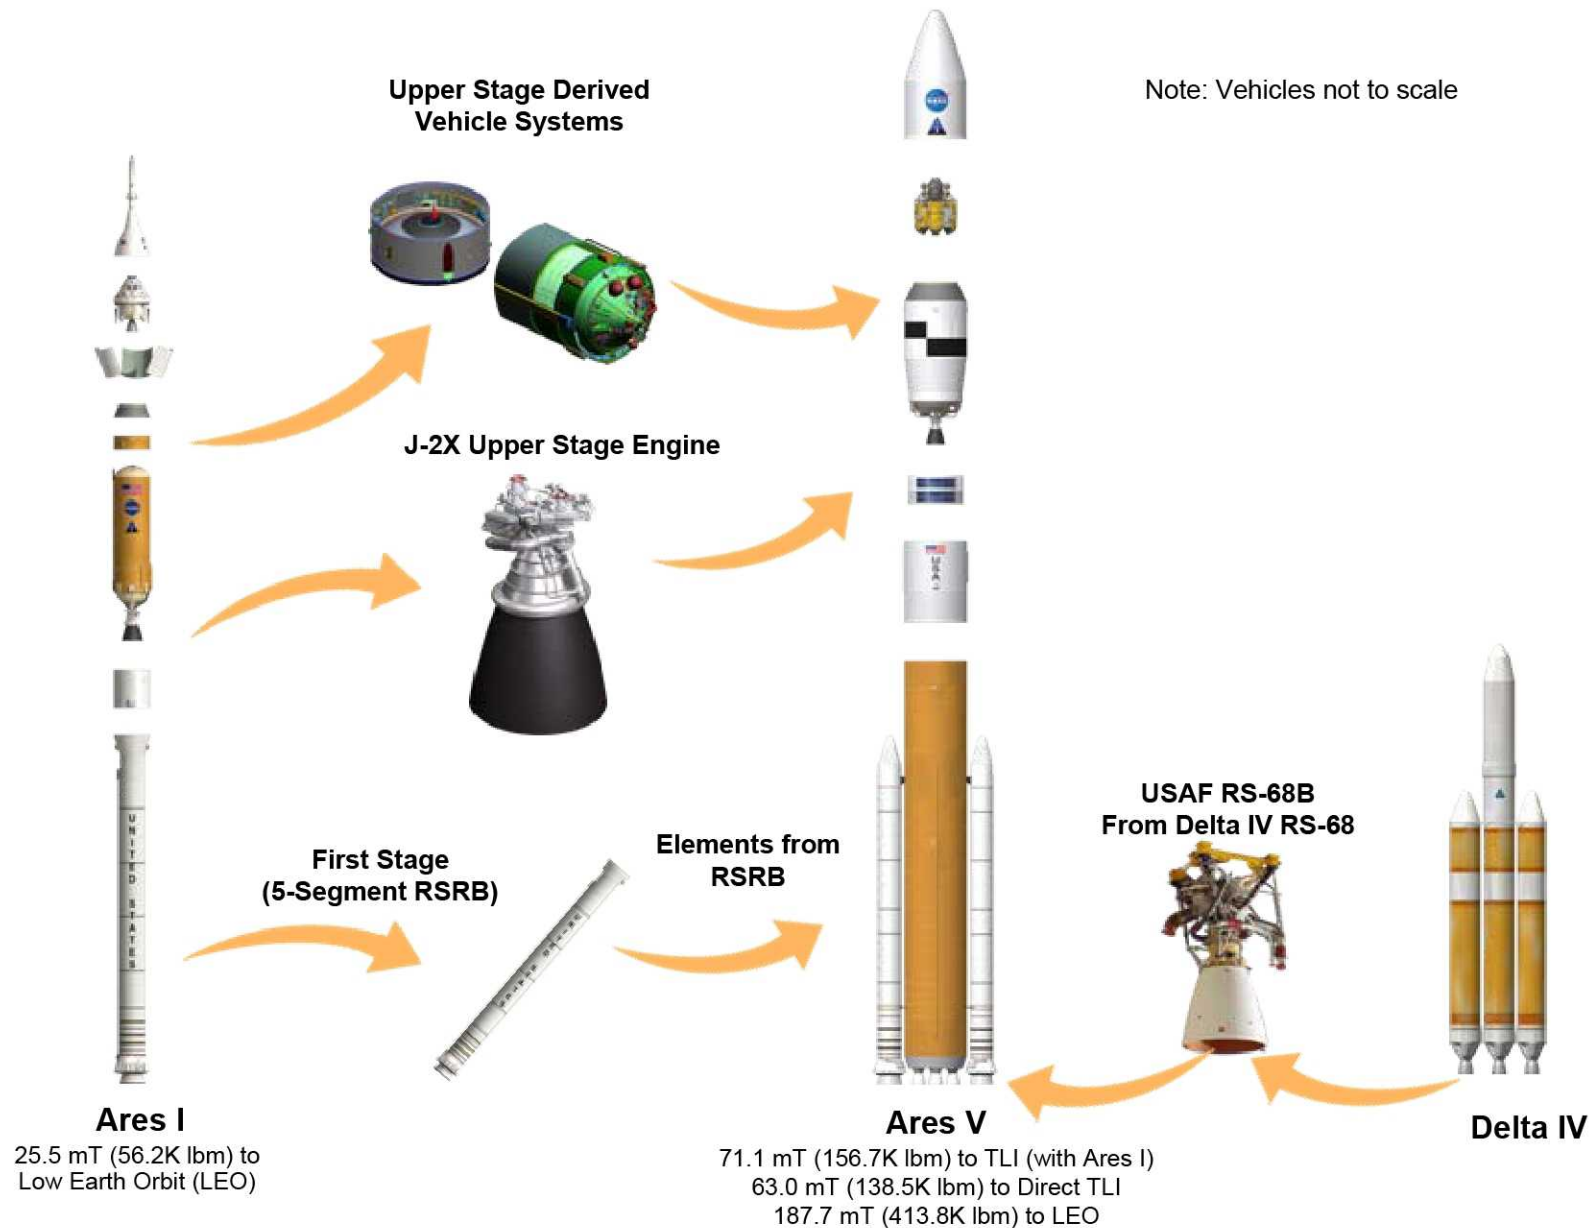 Upper Stage Derived
Vehicle Systems
Note: Vehicles not to scale
J-2X Upper Stage Engine
USA
UNITED STATES
First Stage
(5-Segment RSRB)
Elements from
RSRB
USAF RS-68B
From Delta IV RS-68
Ares I
25.5 mT (56.2K lbm) to
Low Earth Orbit (LEO)
Ares V
71.1 mT (156.7K lbm) to TLI (with Ares I)
63.0 mT (138.5K lbm) to Direct TLI
187.7 mT (413.8K lbm) to LEO
Delta IV